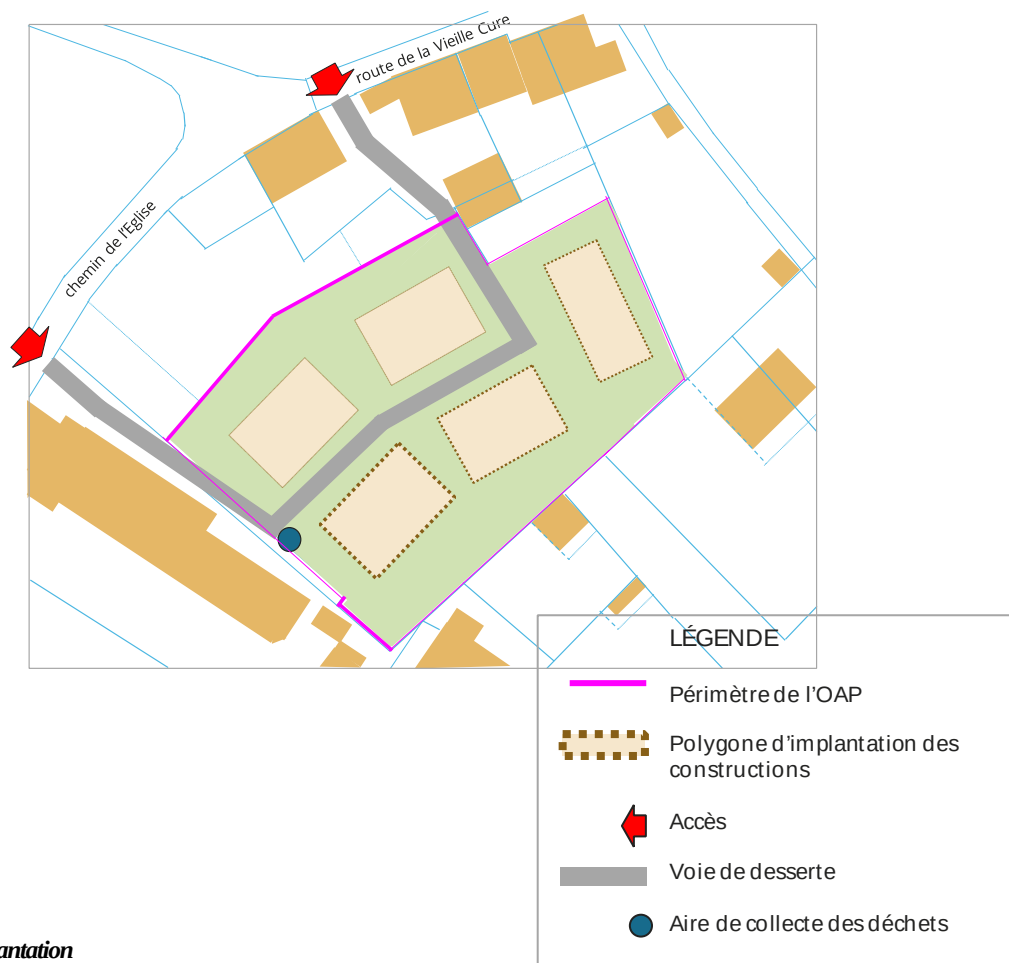 route de la Vieille Cure
chemin de l'Eglise
LÉGENDE
Périmètre de l’OAP
Polygone d’implantation des
constructions
Accès
Voie de desserte
Aire de collecte des déchets
antation